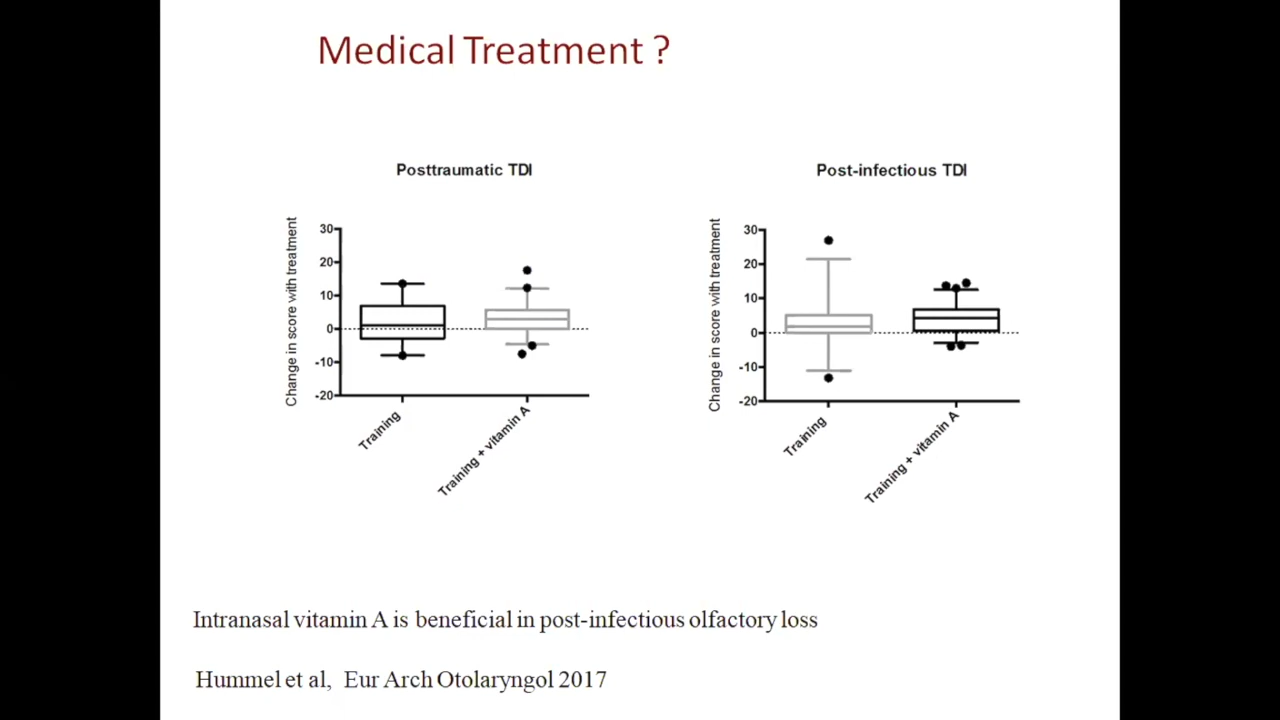 Medical Treatment ?
Posttraumatic TDI
Change in score with treatment
30
20
10
0
-10
-20
Training
Training + vitamin A
Post-infectious TDI
Change in score with treatment
30
20
10
0
-10
-20
Training
Training + vitamin A
Intranasal vitamin A is beneficial in post-infectious olfactory loss
Hummel et al, Eur Arch Otolaryngol 2017